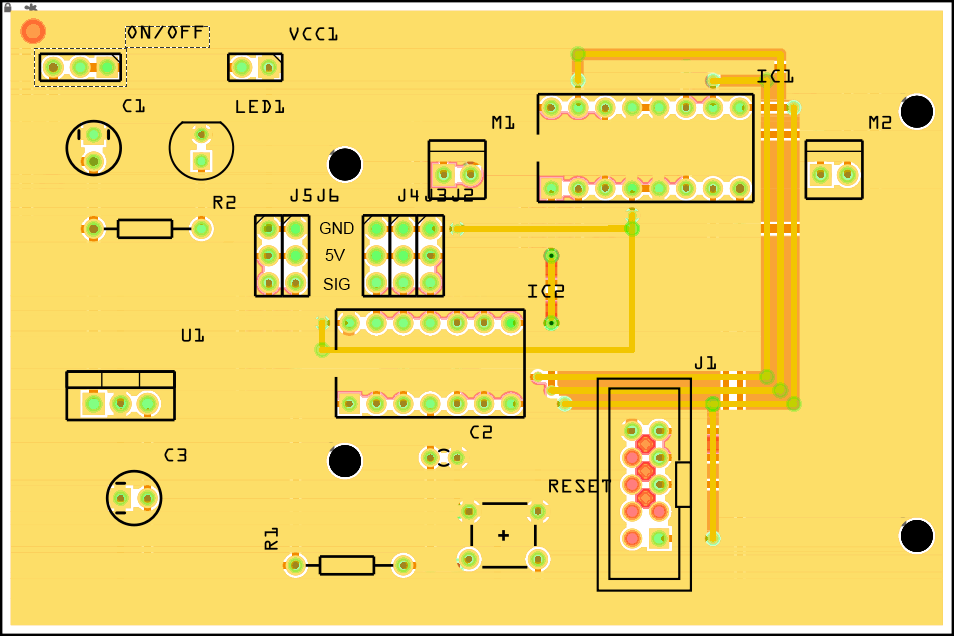 ON/OFF
VCC1
IC1
C1
LED1
M1
M2
R2
J5J6
J4J3J2
GND
5V
SIG
IC2
U1
J1
C2
C3
RESET
R1
+